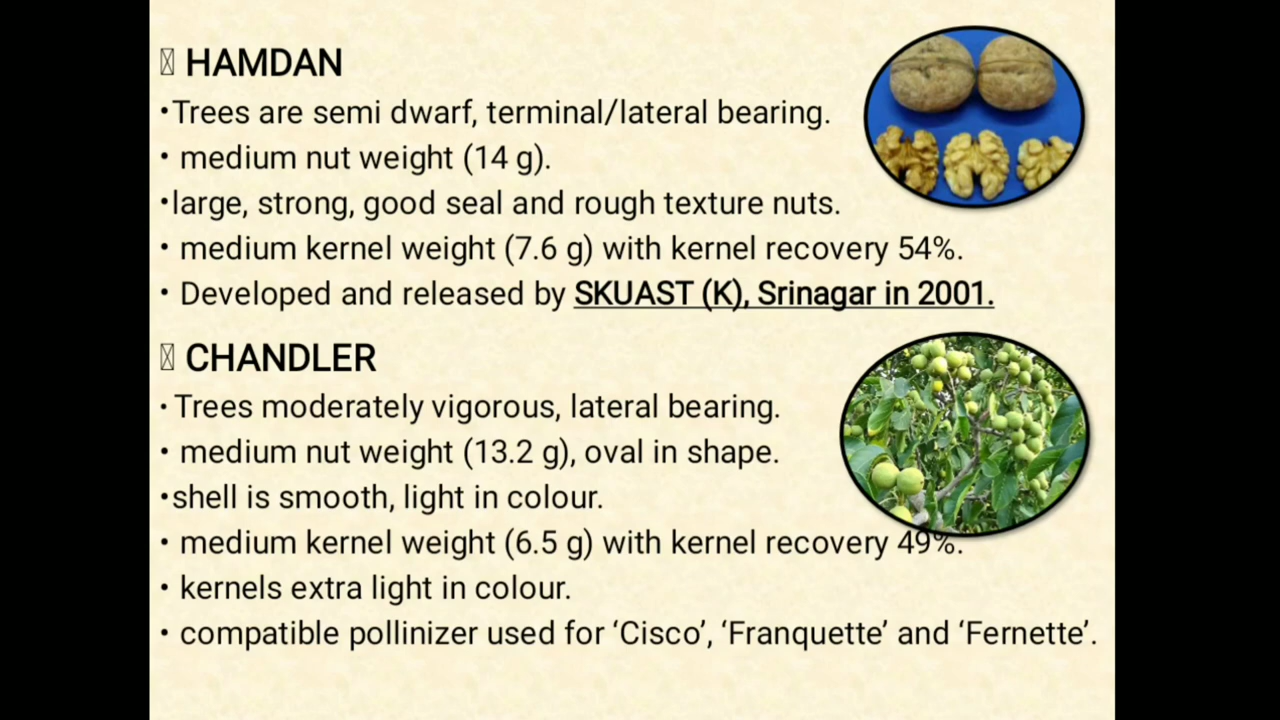 HAMDAN
•Trees are semi dwarf, terminal/lateral bearing.
• medium nut weight (14 g).
•large, strong, good seal and rough texture nuts.
• medium kernel weight (7.6 g) with kernel recovery 54%.
• Developed and released by SKUAST (K), Srinagar in 2001.
CHANDLER
• Trees moderately vigorous, lateral bearing.
• medium nut weight (13.2 g), oval in shape.
•shell is smooth, light in colour.
• medium kernel weight (6.5 g) with kernel recovery 49%.
• kernels extra light in colour.
• compatible pollinizer used for ‘Cisco’, ‘Franquette’ and ‘Fernette’.